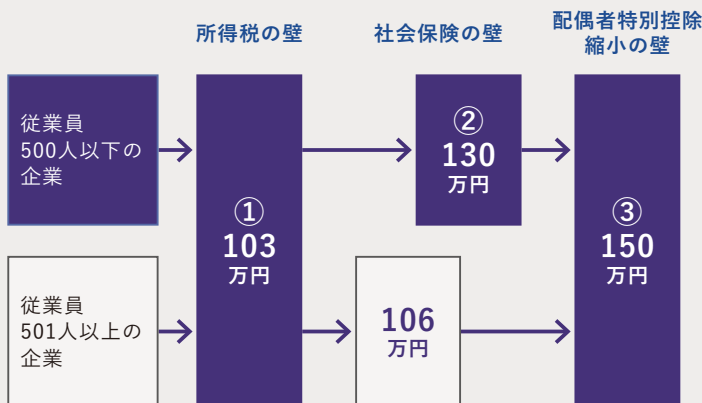 所得税の壁
社会保険の壁
配偶者特別控除
縮小の壁
従業員
500人以下の
企業
①
103
万円
②
130
万円
③
150
万円
従業員
501人以上の
企業
106
万円